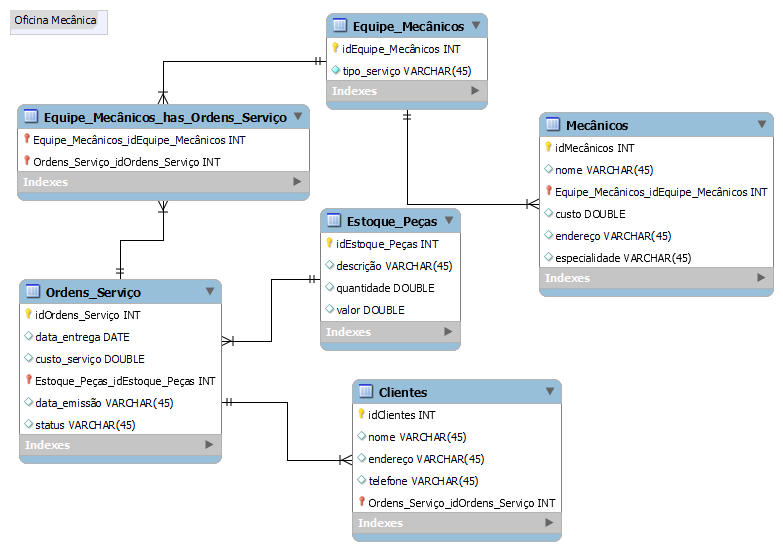 Oficina Mecânica
Equipe_Mecânicos
idEquipe_Mecânicos INT
tipo_serviço VARCHAR(45)
Indexes
Equipe_Mecânicos_has_Ordens_Serviço
Equipe_Mecânicos_idEquipe_Mecânicos INT
Ordens_Serviço_idOrdens_Serviço INT
Indexes
Mecânicos
idMecânicos INT
nome VARCHAR(45)
Equipe_Mecânicos_idEquipe_Mecânicos INT
custo DOUBLE
endereço VARCHAR(45)
especialidade VARCHAR(45)
Indexes
Estoque_Peças
idEstoque_Peças INT
descrição VARCHAR(45)
quantidade DOUBLE
valor DOUBLE
Indexes
Ordens_Serviço
idOrdens_Serviço INT
data_entrega DATE
custo_serviço DOUBLE
Estoque_Peças_idEstoque_Peças INT
data_emissão VARCHAR(45)
status VARCHAR(45)
Indexes
Clientes
idClientes INT
nome VARCHAR(45)
endereço VARCHAR(45)
telefone VARCHAR(45)
Ordens_Serviço_idOrdens_Serviço INT
Indexes